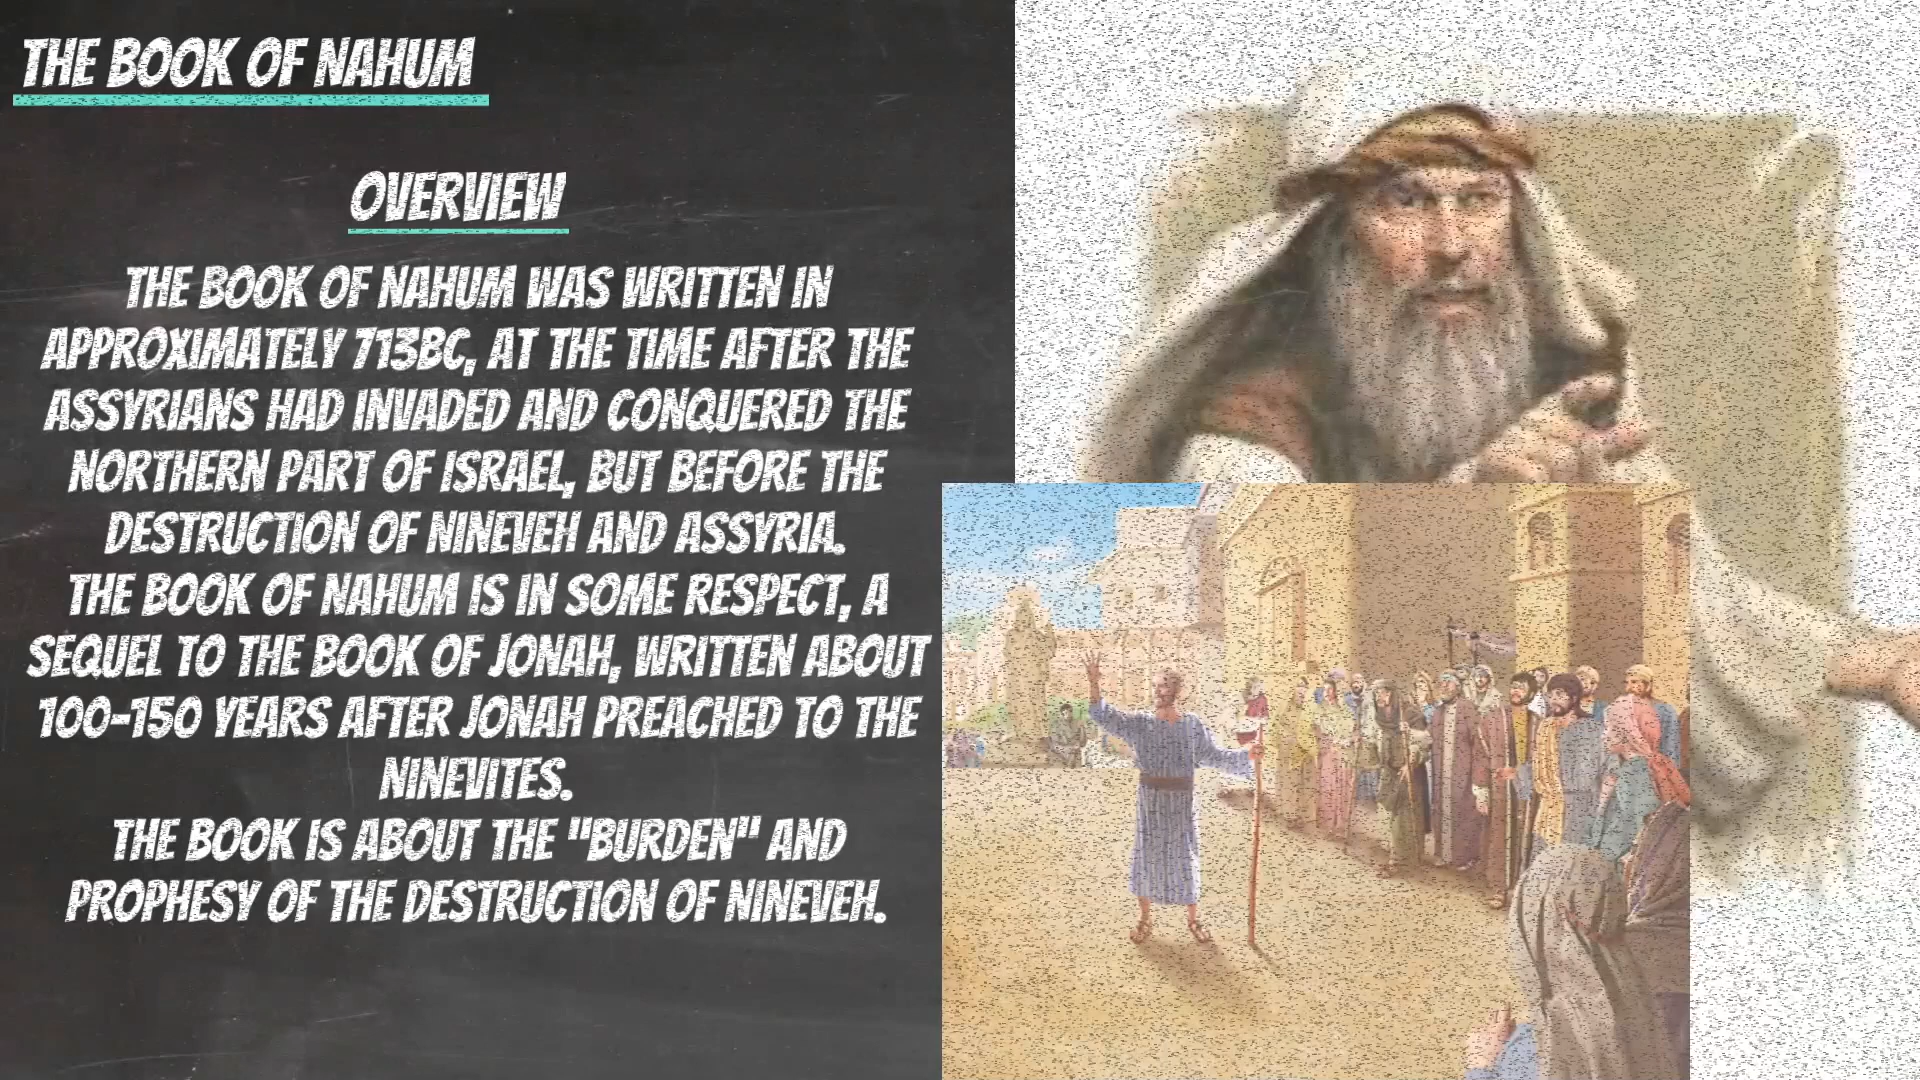 THE BOOK OF NAHUM
OVERVIEW
THE BOOK OF NAHUM WAS WRITTEN IN
APPROXIMATELY 713BC, AT THE TIME AFTER THE
ASSYRIANS HAD INVADED AND CONQUERED THE
NORTHERN PART OF ISRAEL, BUT BEFORE THE
DESTRUCTION OF NINEVEH AND ASSYRIA.
THE BOOK OF NAHUM IS IN SOME RESPECT, A
SEQUEL TO THE BOOK OF JONAH, WRITTEN ABOUT
100-150 YEARS AFTER JONAH PREACHED TO THE
NINEVITES.
THE BOOK IS ABOUT THE "BURDEN" AND
PROPHESY OF THE DESTRUCTION OF NINEVEH.